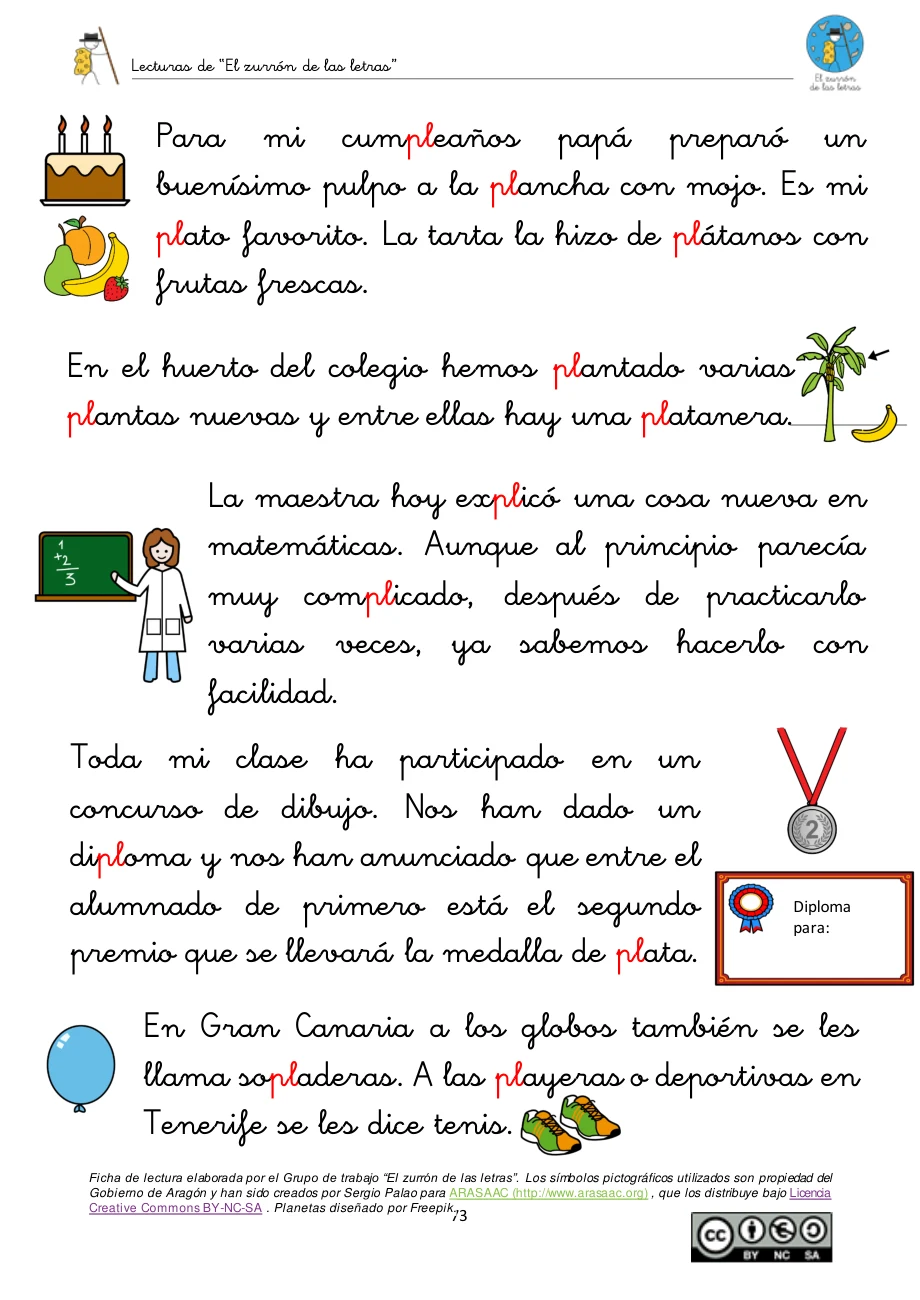 Lecturas de "El zurrón de las letras"
El zurrón
de las letras
Para mi cumpleaños papá preparó un
buenísimo pulpo a la plancha con mojo. Es mi
plato favorito. La tarta la hizo de plátanos con
frutas frescas.
En el huerto del colegio hemos plantado varias
plantas nuevas y entre ellas hay una platanera.
La maestra hoy explicó una cosa nueva en
matemáticas. Aunque al principio parecía
muy complicado, después de practicarlo
varias veces, ya sabemos hacerlo con
facilidad.
1
+2
3
Toda mi clase ha participado en un
concurso de dibujo. Nos han dado un
diploma y nos han anunciado que entre el
alumnado de primero está el segundo
premio que se llevará la medalla de plata.
2
Diploma
para:
En Gran Canaria a los globos también se les
llama sopladeras. A las playeras o deportivas en
Tenerife se les dice tenis.
Ficha de lectura elaborada por el Grupo de trabajo “El zurrón de las letras”. Los símbolos pictográficos utilizados son propiedad del
Gobierno de Aragón y han sido creados por Sergio Palao para ARASAAC (http://www.arasaac.org) , que los distribuye bajo Licencia
Creative Commons BY-NC-SA . Planetas diseñado por Freepik.
73
cc
BY NC SA